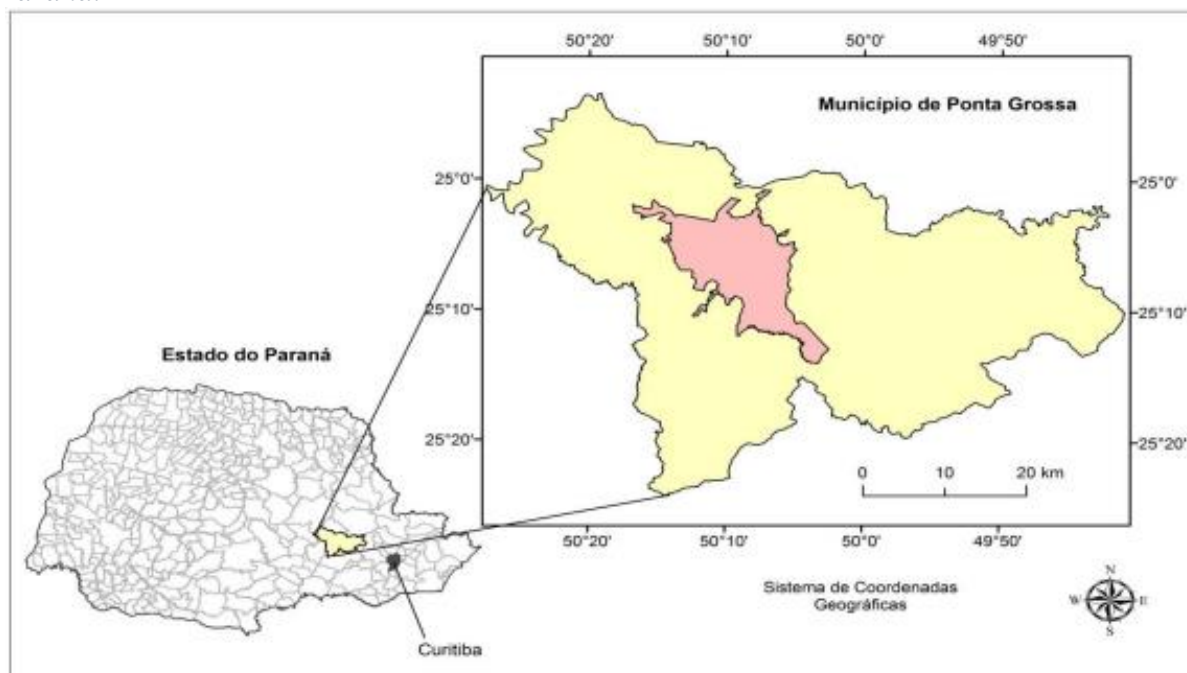 50°20'
50°10'
50°0'
49°50'
Município de Ponta Grossa
25°0'
25°0'
25°10'
25°10'
Estado do Paraná
25°20'
25°20'
0
10
20 km
50°20'
50°10'
50°0'
49°50'
Sistema de Coordenadas
Geográficas
N
W
E
S
Curitiba